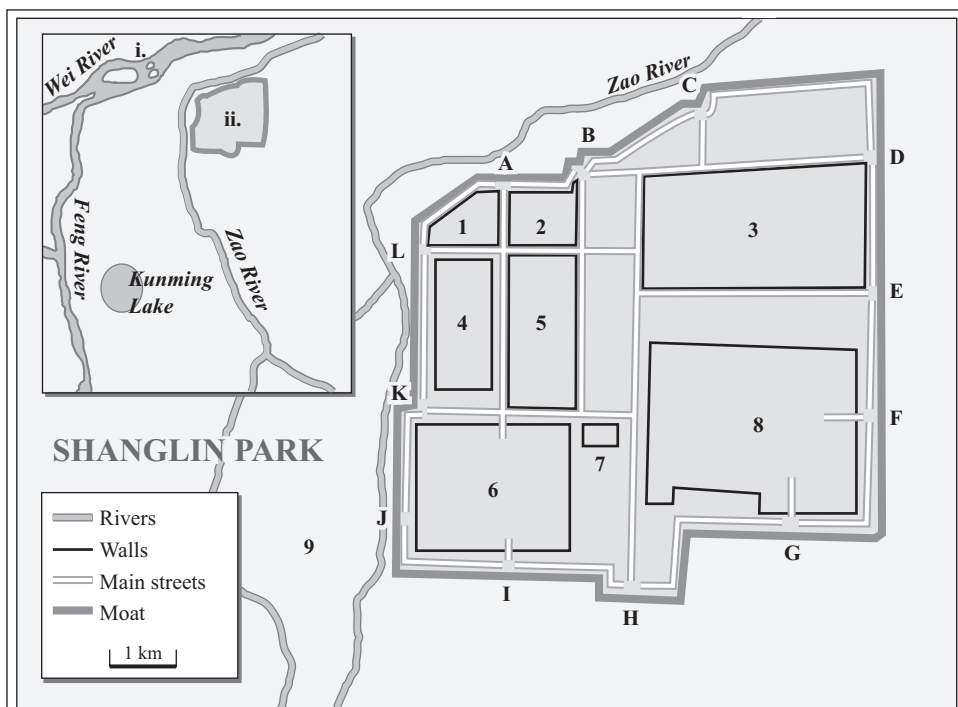 Wei River
i.
ii.
Feng River
Zao River
Kunming
Lake
Zao River
C
B
A
D
1
2
3
L
E
4
5
K
F
8
7
6
SHANGLIN PARK
J
9
G
I
H
Rivers
Walls
Main streets
Moat
1 km